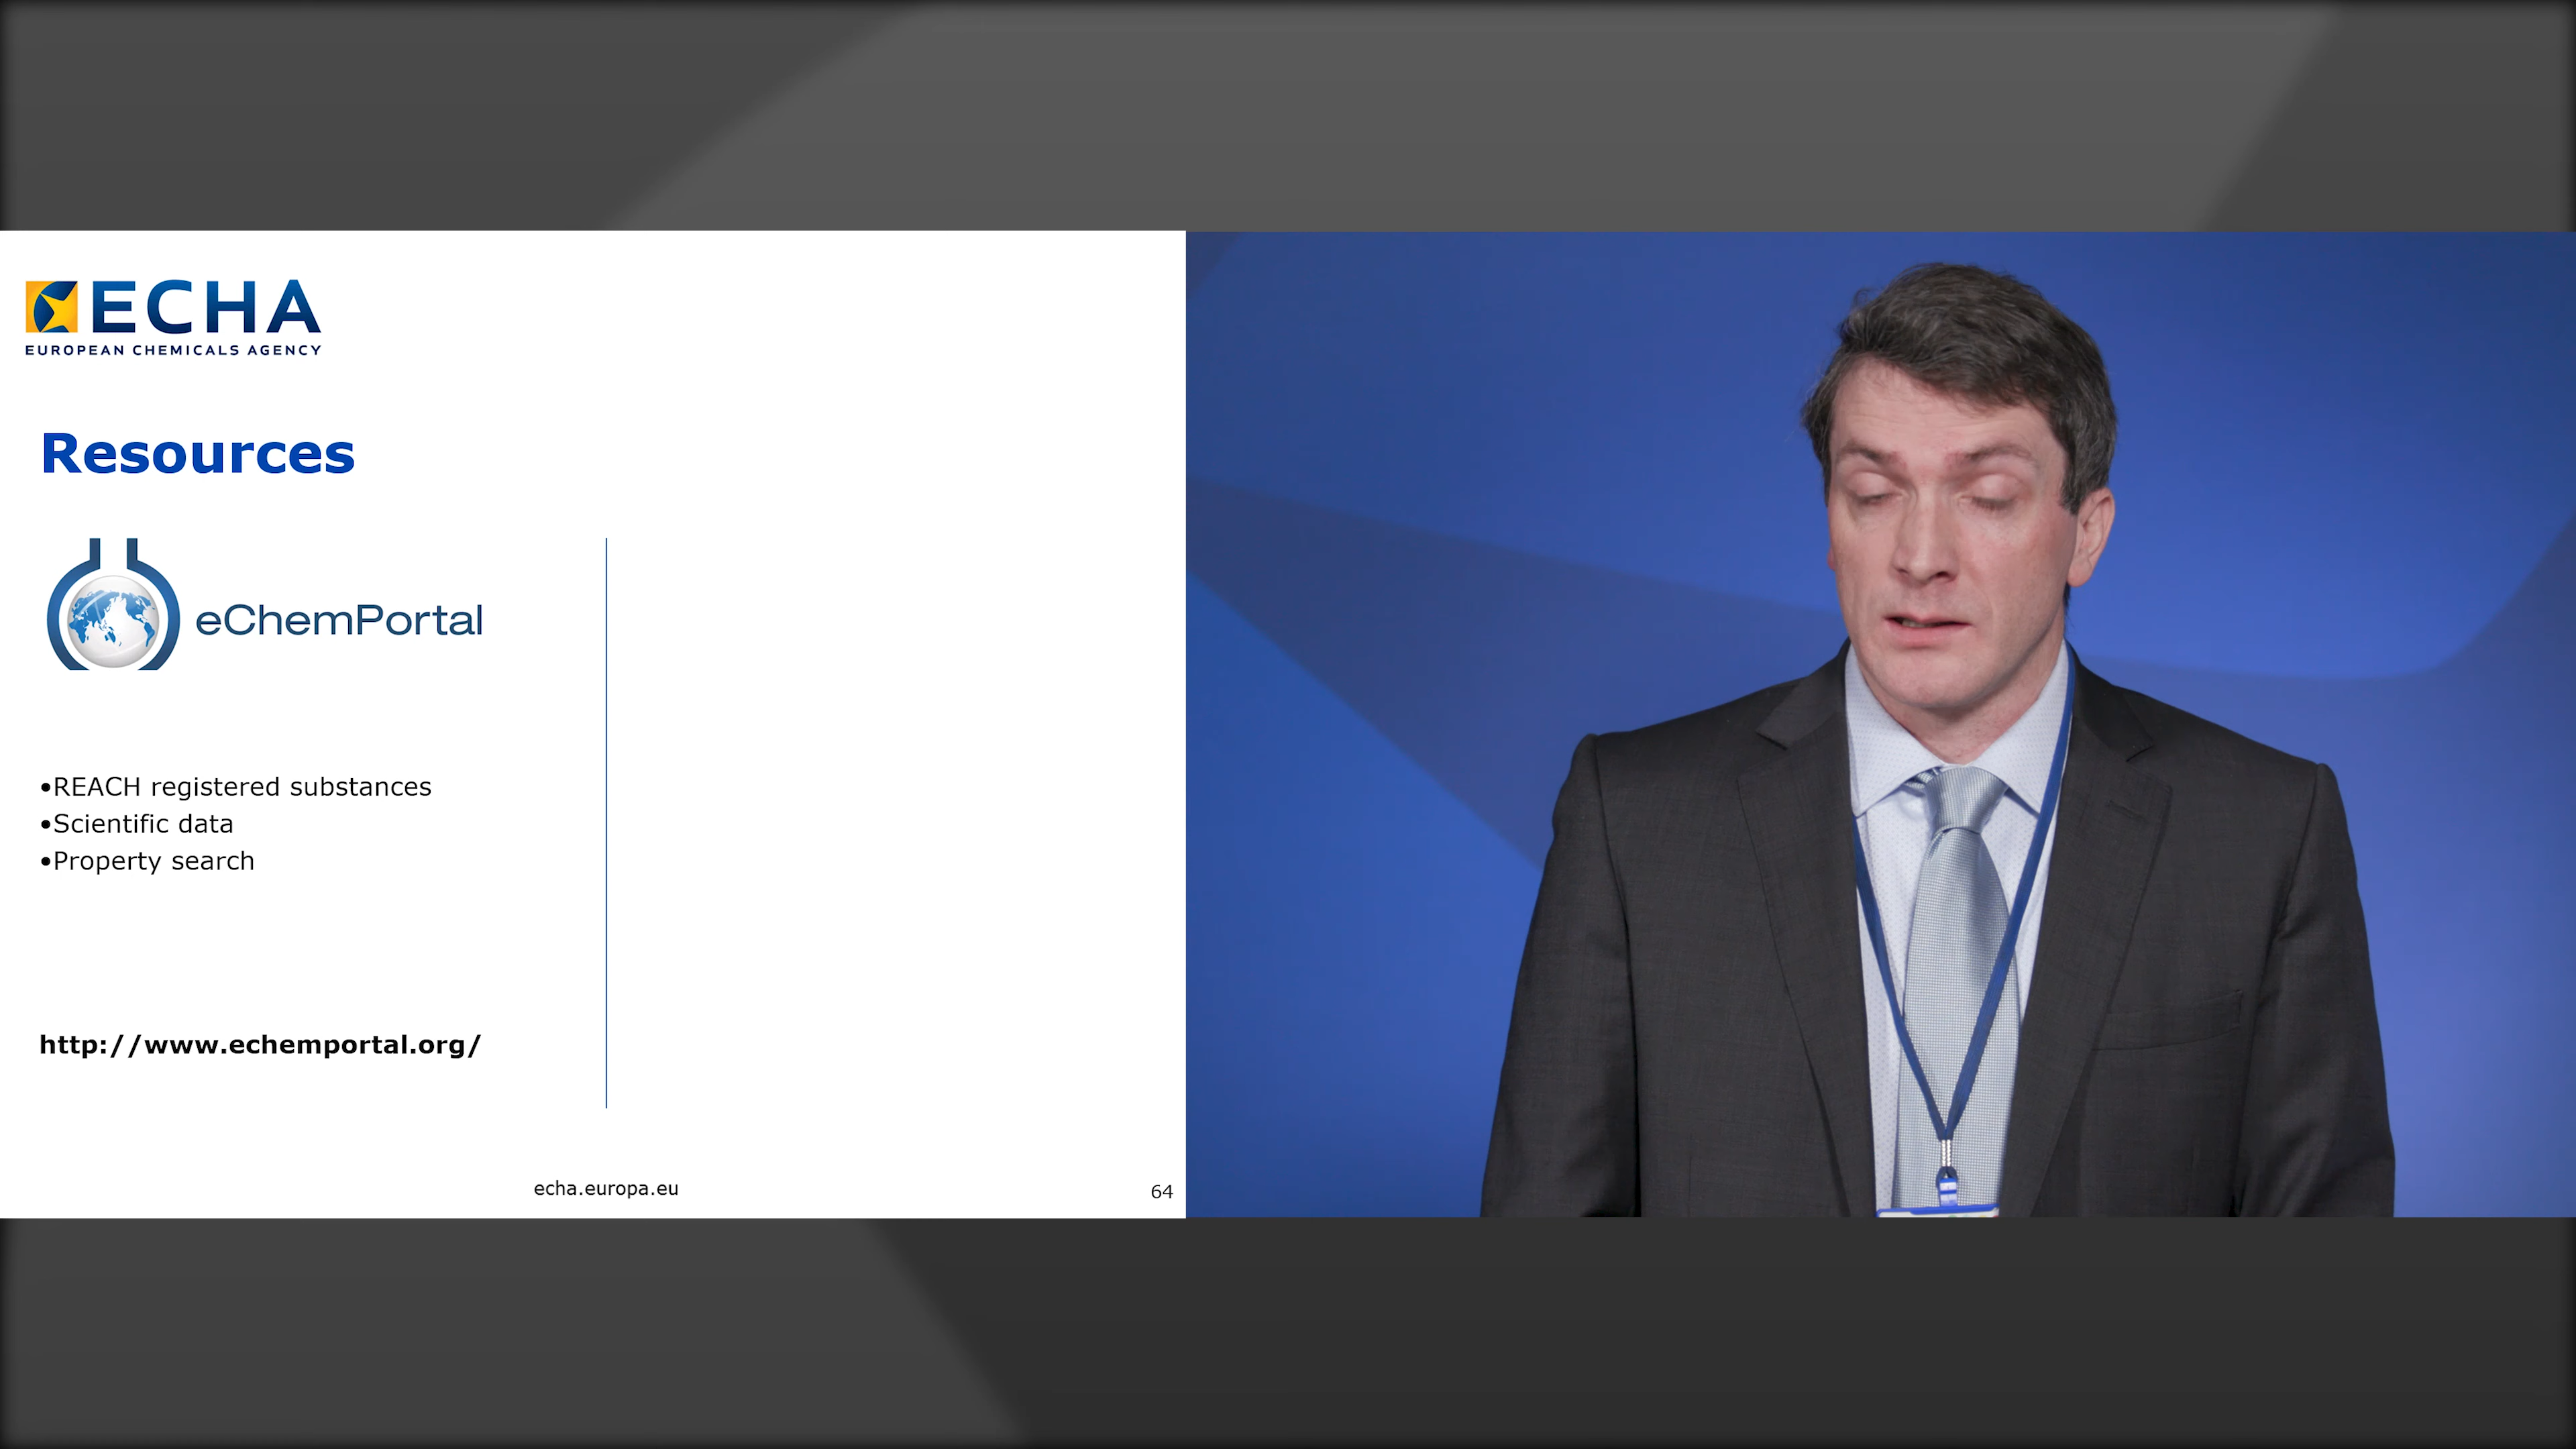 ECHA
EUROPEAN CHEMICALS AGENCY
Resources
eChemPortal
•REACH registered substances
•Scientific data
•Property search
http://www.echemportal.org/
echa.europa.eu
64